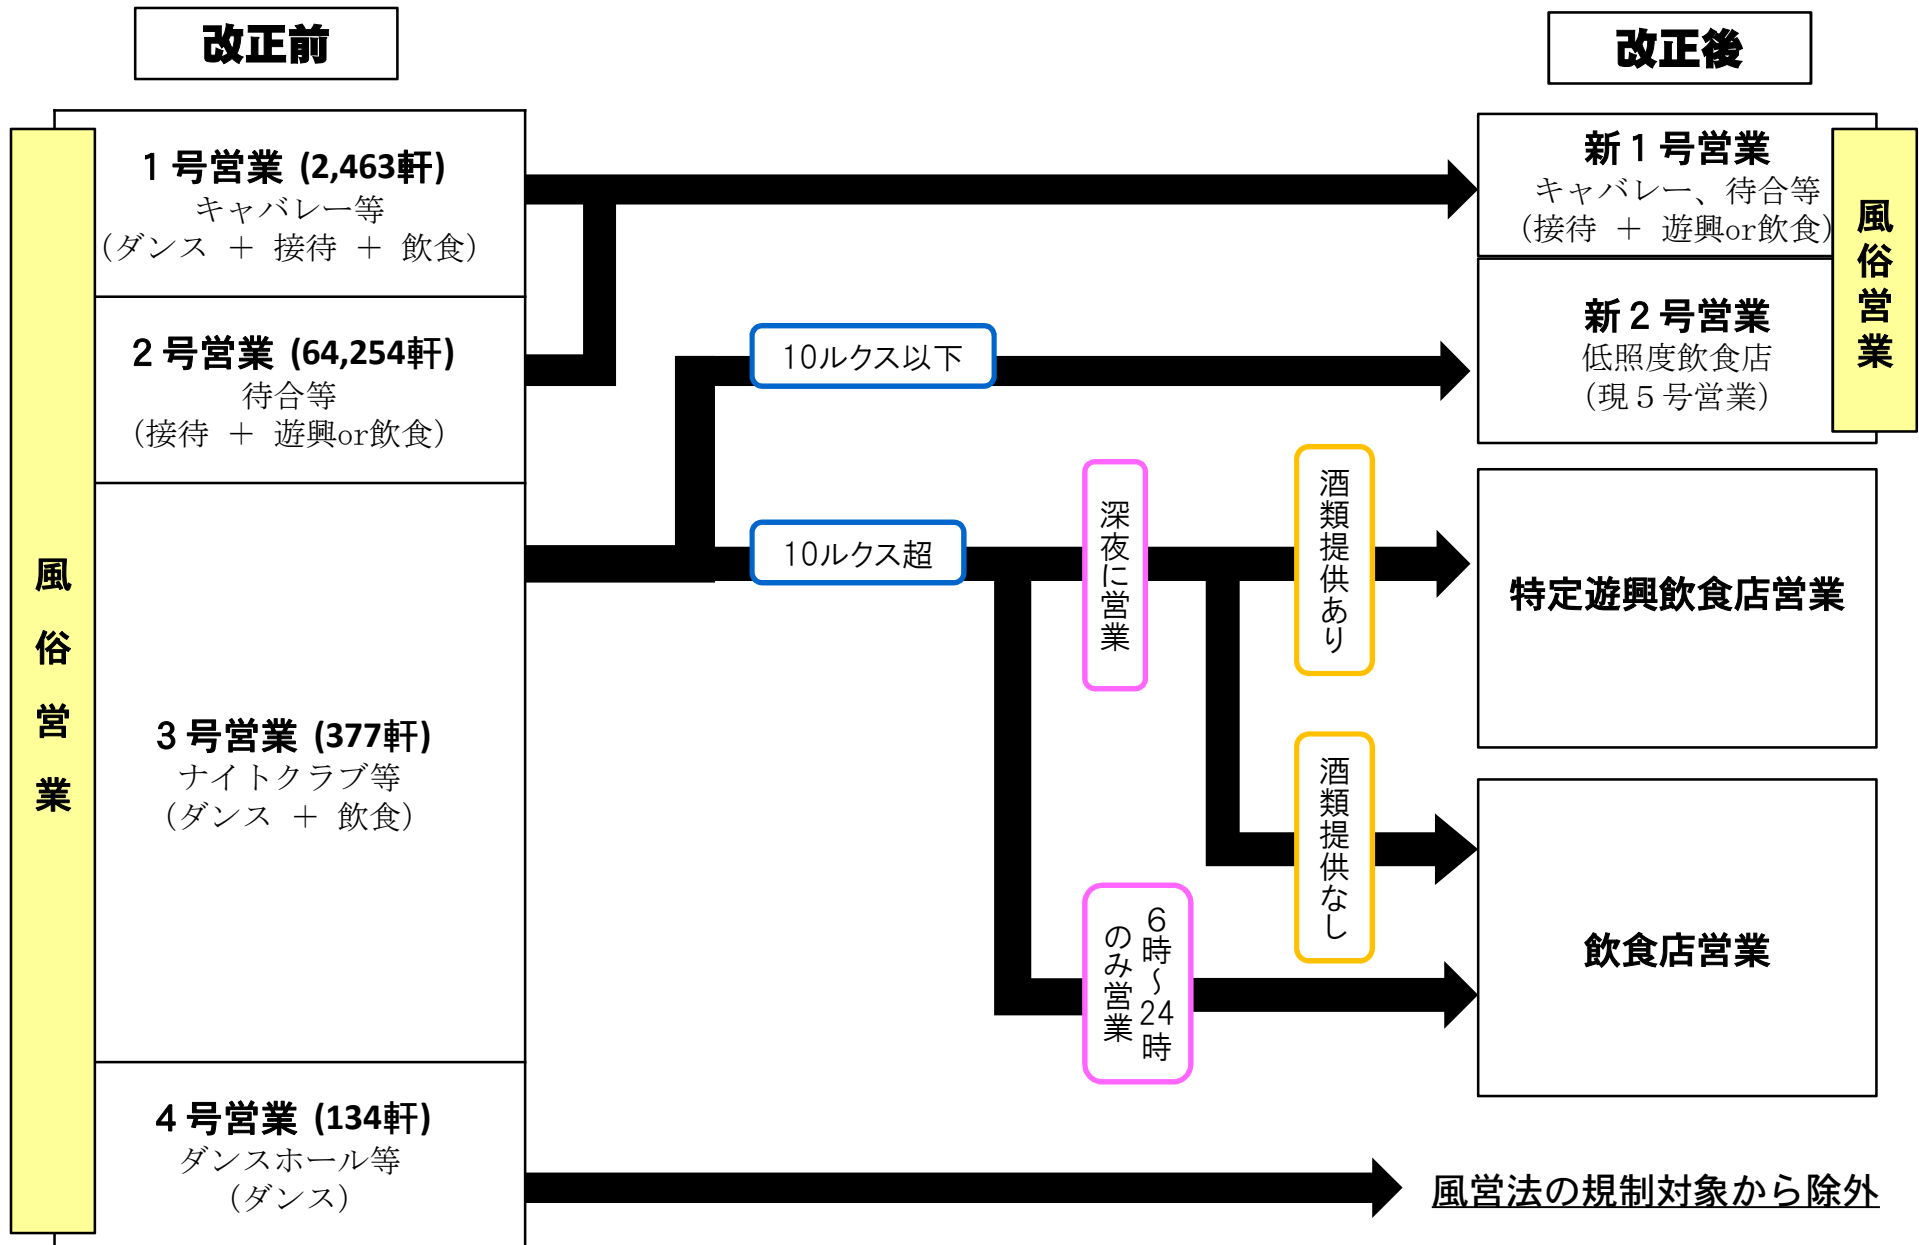 改正前
改正後
風俗営業
1号営業 (2,463軒)
キャバレー等
(ダンス + 接待 + 飲食)
2号営業 (64,254軒)
待合等
(接待 + 遊興or飲食)
3号営業 (377軒)
ナイトクラブ等
(ダンス + 飲食)
4号営業 (134軒)
ダンスホール等
(ダンス)
10ルクス以下
10ルクス超
深夜に営業
6時～24時
のみ営業
酒類提供あり
酒類提供なし
新1号営業
キャバレー、待合等
(接待 + 遊興or飲食)
新2号営業
低照度飲食店
(現5号営業)
風俗営業
特定遊興飲食店営業
飲食店営業
風営法の規制対象から除外